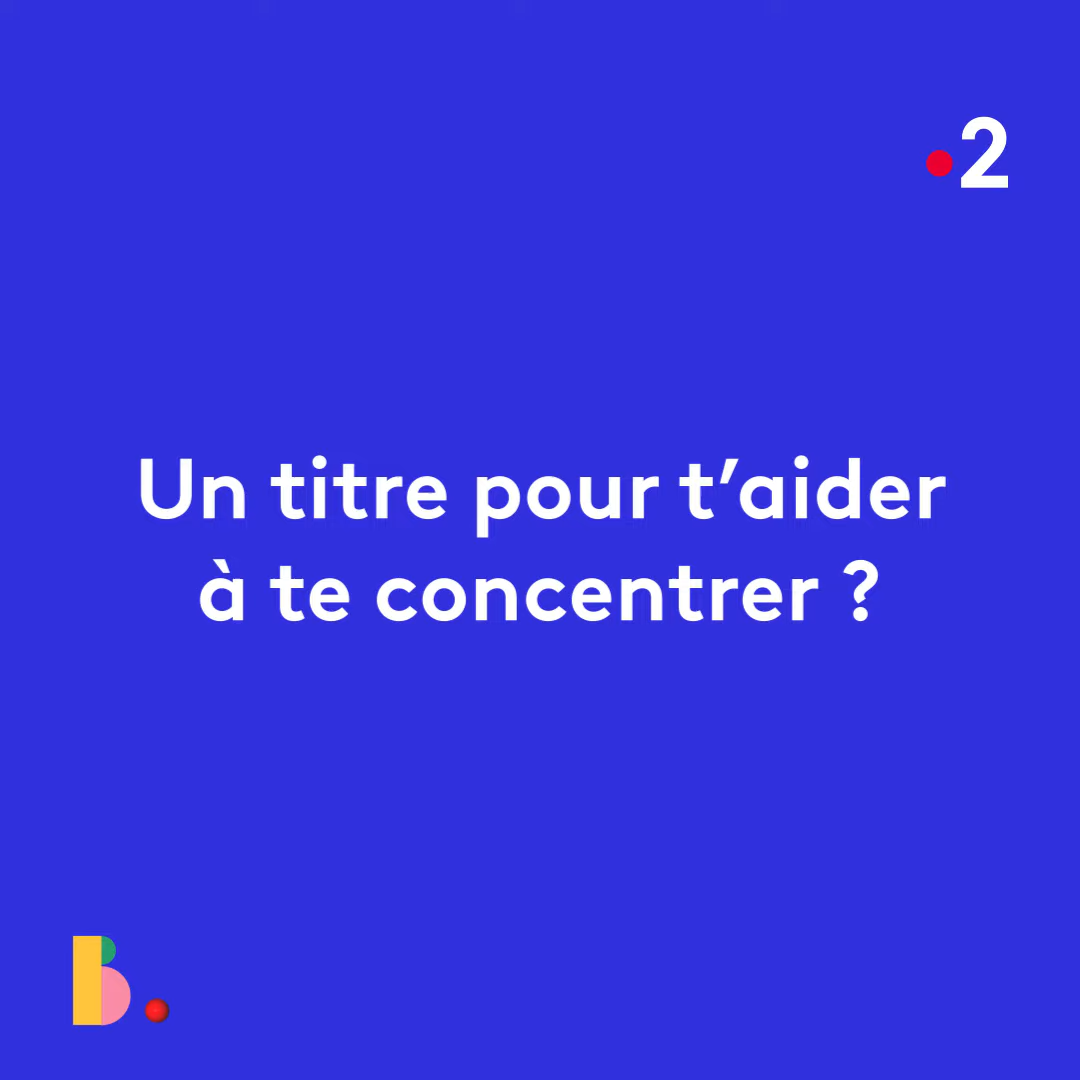 2
Un titre pour t’aider
à te concentrer ?
B.